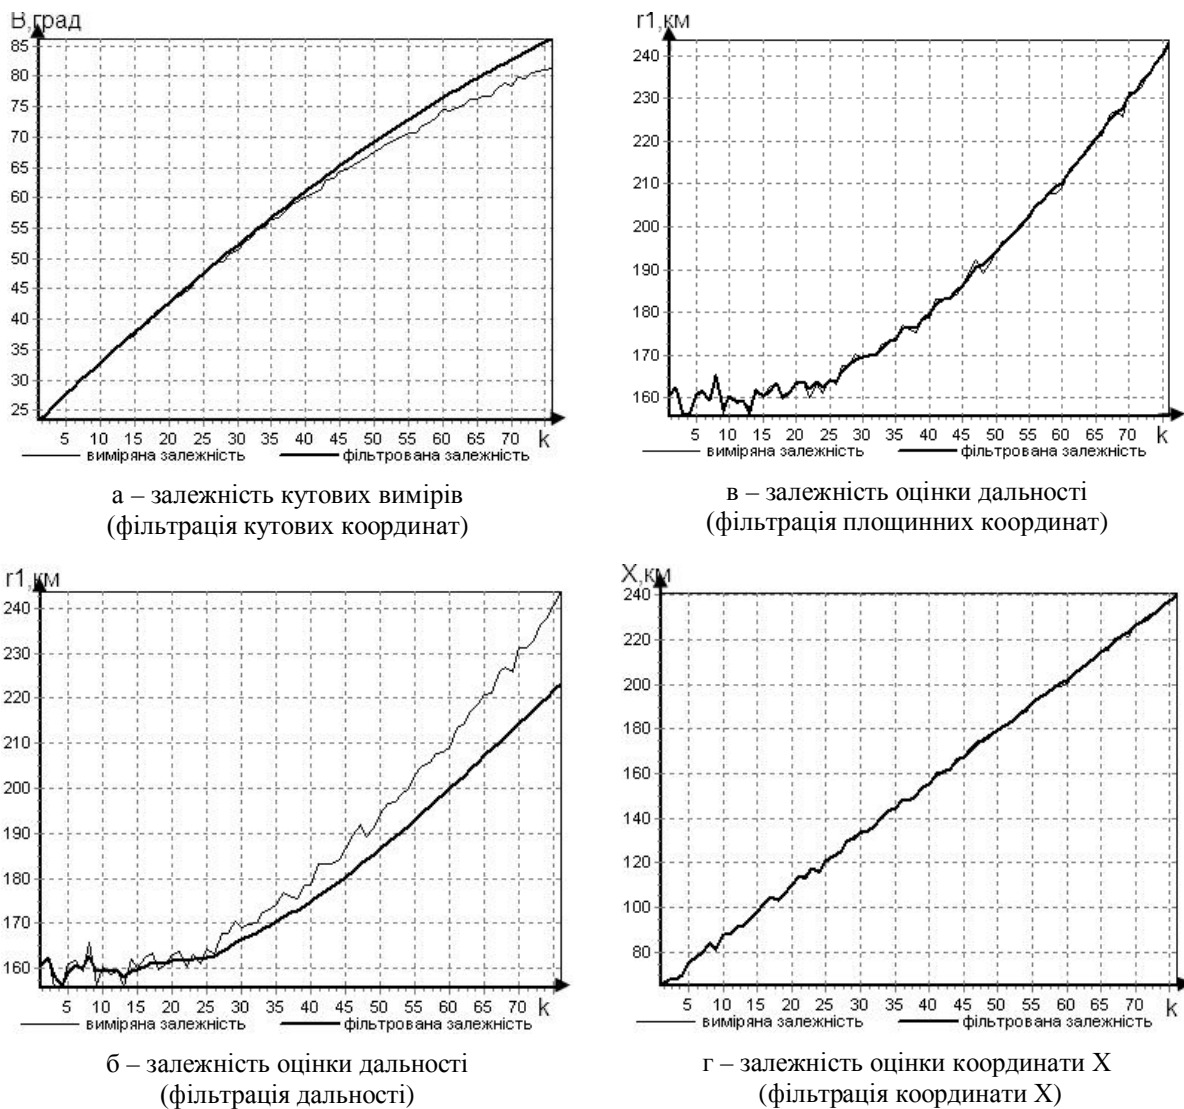 В,град
85
80
75
70
65
60
55
50
45
40
35
30
25
5 10 15 20 25 30 35 40 45 50 55 60 65 70 k
виміряна залежність фільтрована залежність
а – залежність кутових вимірів
(фільтрація кутових координат)
r1,км
240
230
220
210
200
190
180
170
160
5 10 15 20 25 30 35 40 45 50 55 60 65 70 k
виміряна залежність фільтрована залежність
в – залежність оцінки дальності
(фільтрація площинних координат)
r1,км
240
230
220
210
200
190
180
170
160
5 10 15 20 25 30 35 40 45 50 55 60 65 70 k
виміряна залежність фільтрована залежність
б – залежність оцінки дальності
(фільтрація дальності)
X,км
240
220
200
180
160
140
120
100
80
5 10 15 20 25 30 35 40 45 50 55 60 65 70 k
виміряна залежність фільтрована залежність
г – залежність оцінки координати X
(фільтрація координати X)